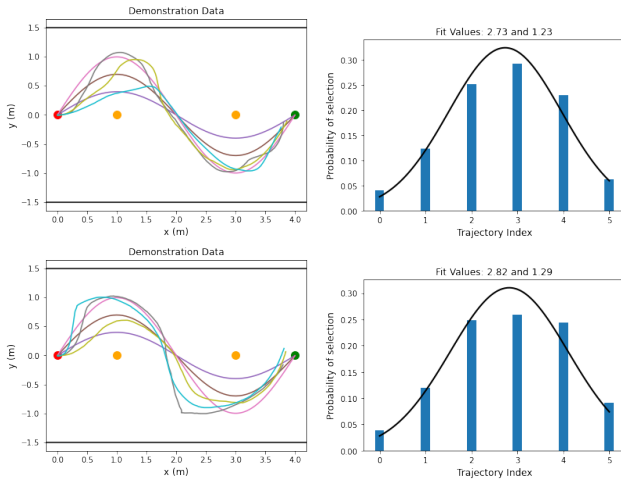 Demonstration Data
1.5
1.0
0.5
0.0
−0.5
−1.0
−1.5
y (m)
0.0 0.5 1.0 1.5 2.0 2.5 3.0 3.5 4.0
x (m)
Fit Values: 2.73 and 1.23
0.30
0.25
0.20
0.15
0.10
0.05
0.00
Probability of selection
0 1 2 3 4 5
Trajectory Index
Demonstration Data
1.5
1.0
0.5
0.0
−0.5
−1.0
−1.5
y (m)
0.0 0.5 1.0 1.5 2.0 2.5 3.0 3.5 4.0
x (m)
Fit Values: 2.82 and 1.29
0.30
0.25
0.20
0.15
0.10
0.05
0.00
Probability of selection
0 1 2 3 4 5
Trajectory Index